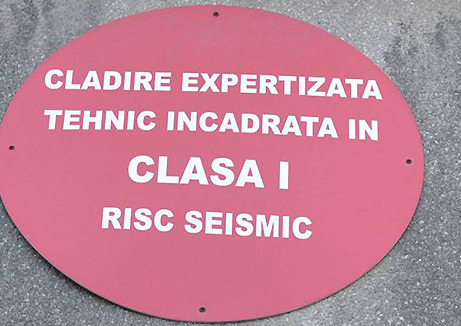 CLADIRE EXPERTIZATA
TEHNIC INCADRATA IN
CLASA I
RISC SEISMIC